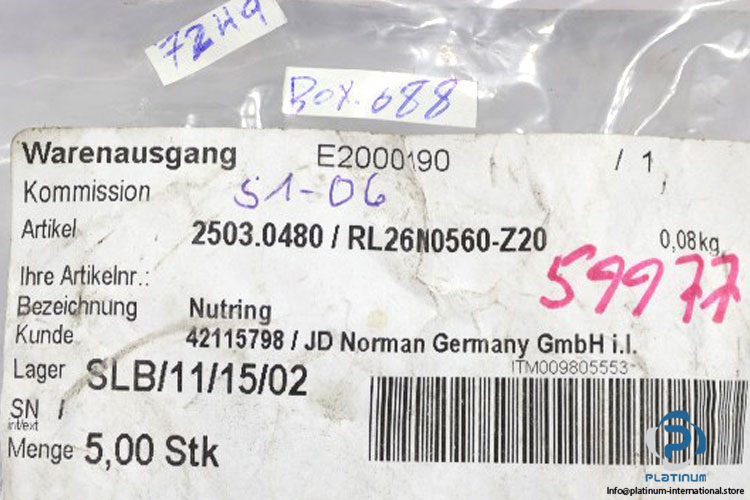 72H9
Box.688
Warenausgang E2000190 / 1
Kommission S1-06
Artikel 2503.0480 / RL26N0560-Z20 0,08kg
59977
Ihre Artikelnr.:
Bezeichnung Nutring
Kunde 42115798 / JD Norman Germany GmbH i.I.
Lager SLB/11/15/02 ITM009805553
SN /
int/ext
Menge 5,00 Stk
PLATINUM
info@platinum-international.store